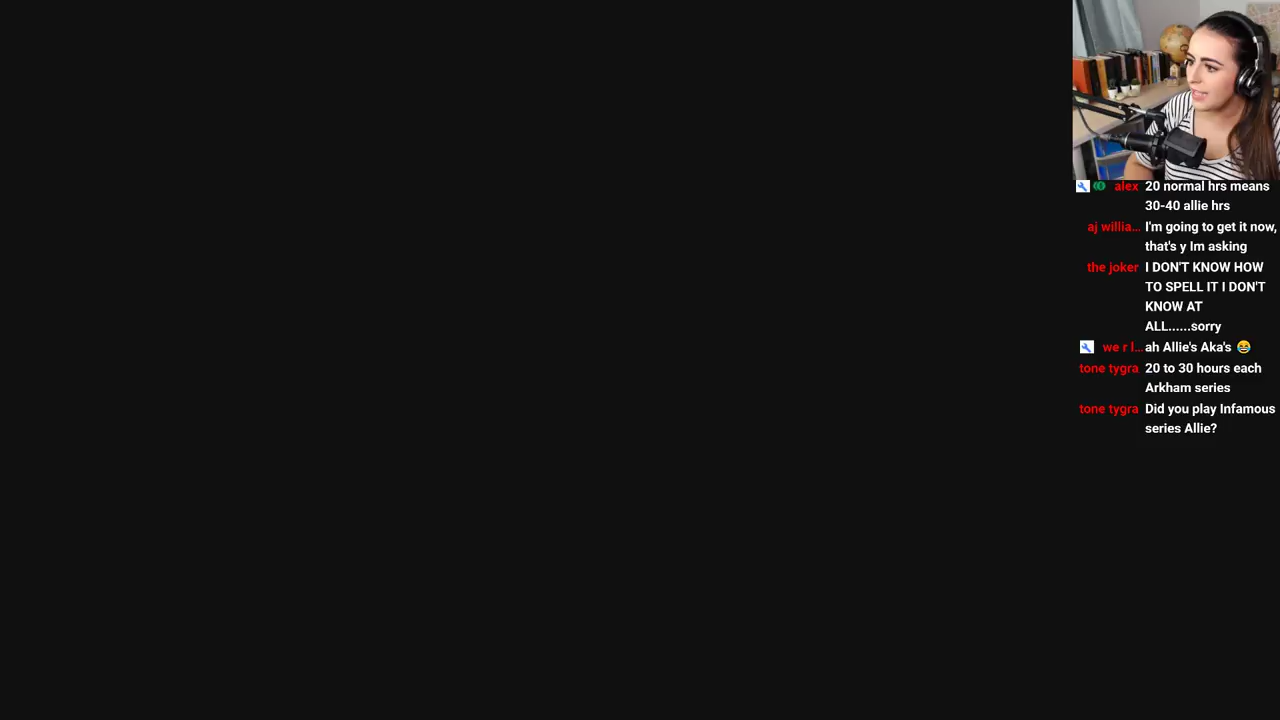 alex 20 normal hrs means
30-40 allie hrs
aj willia... I'm going to get it now,
that's y Im asking
the joker I DON'T KNOW HOW
TO SPELL IT I DON'T
KNOW AT
ALL......sorry
we r l... ah Allie's Aka's 😂
tone tygra 20 to 30 hours each
Arkham series
tone tygra Did you play Infamous
series Allie?